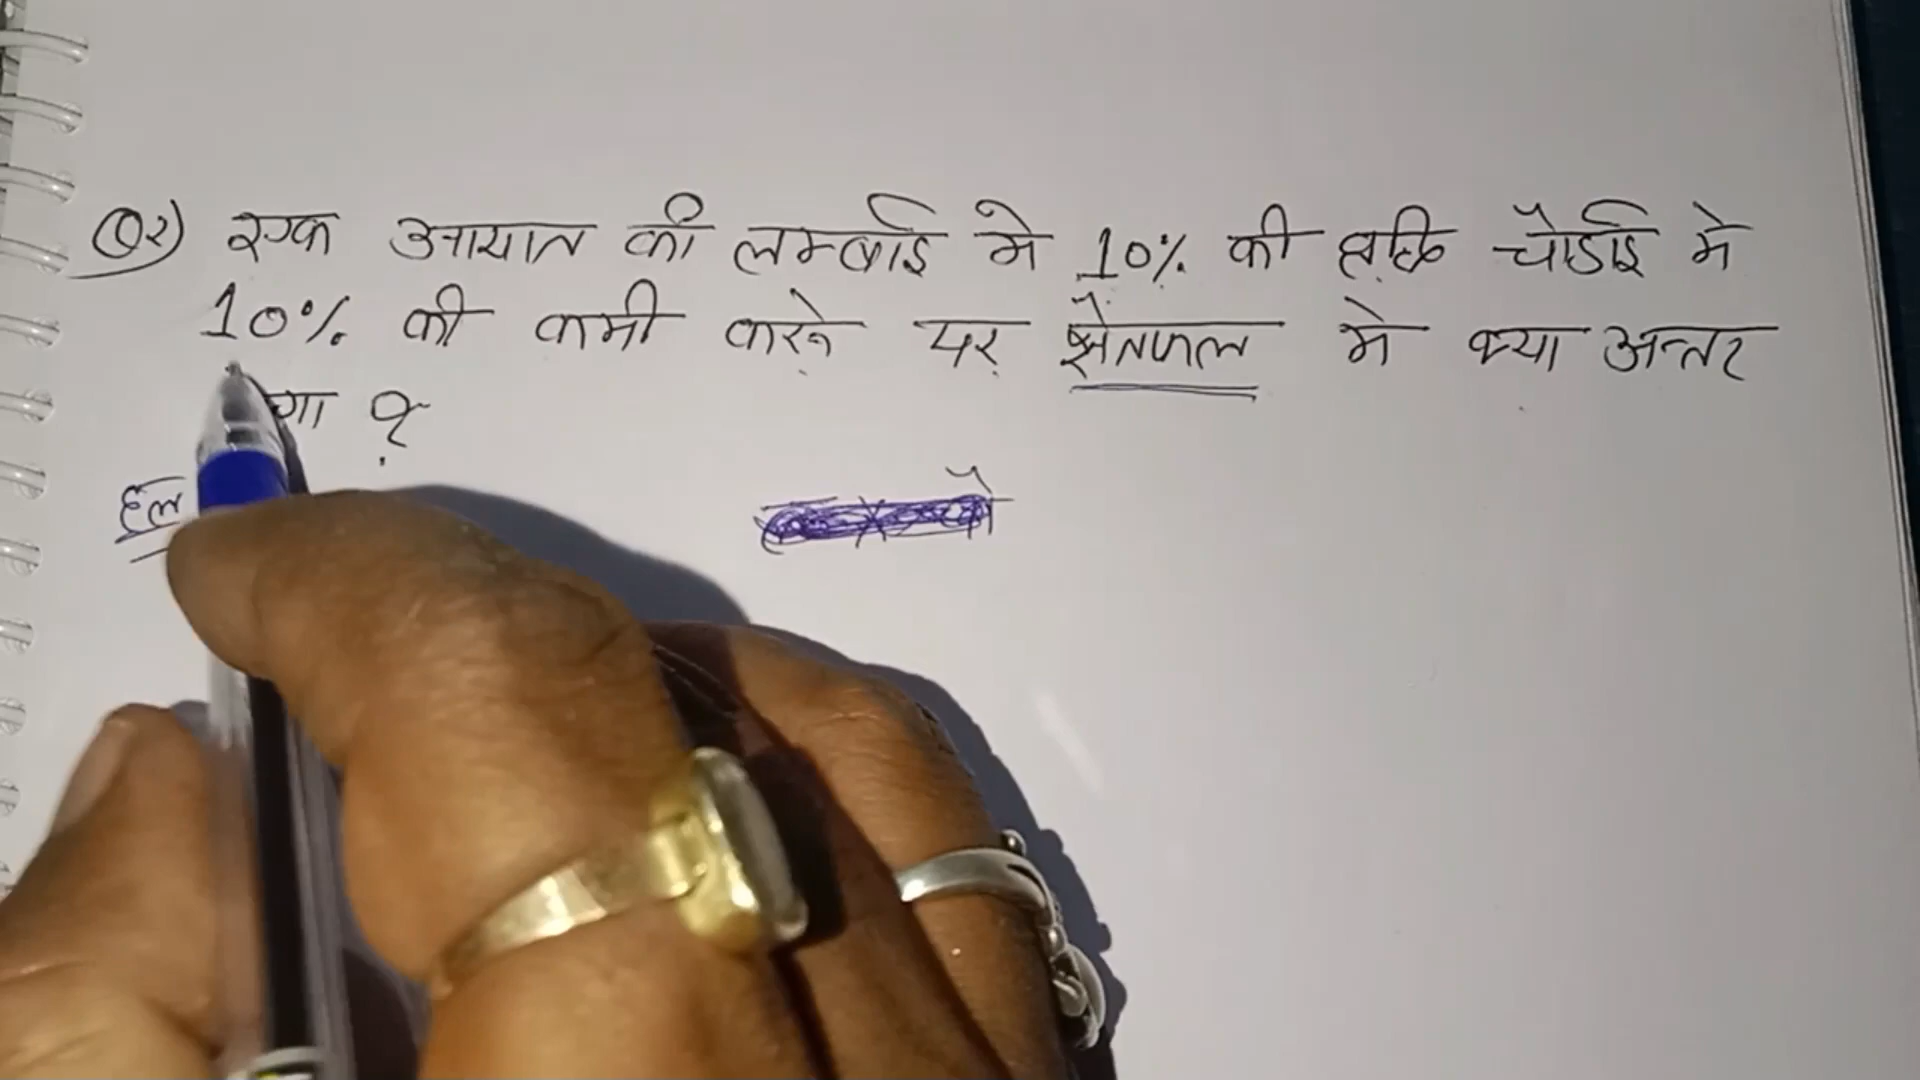 Q2) एक आयात की लम्बाई मे 10% की वृद्धि चौडाई मे
10% की कमी करने पर क्षेत्रफल मे क्या अन्तर
गा ?
हल